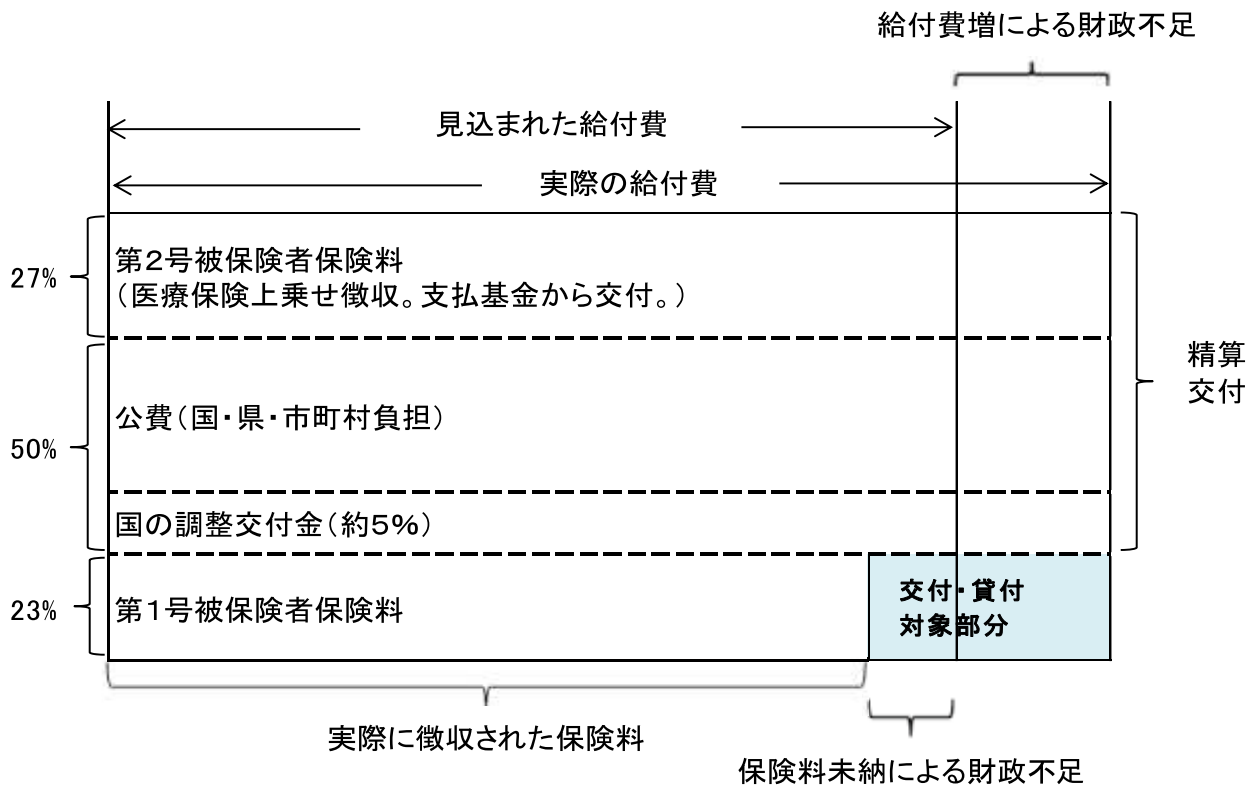 給付費増による財政不足
見込まれた給付費
実際の給付費
27%
第２号被保険者保険料
（医療保険上乗せ徴収。支払基金から交付。）
精算
交付
50%
公費（国・県・市町村負担）
国の調整交付金（約５％）
23%
第１号被保険者保険料
交付・貸付
対象部分
実際に徴収された保険料
保険料未納による財政不足